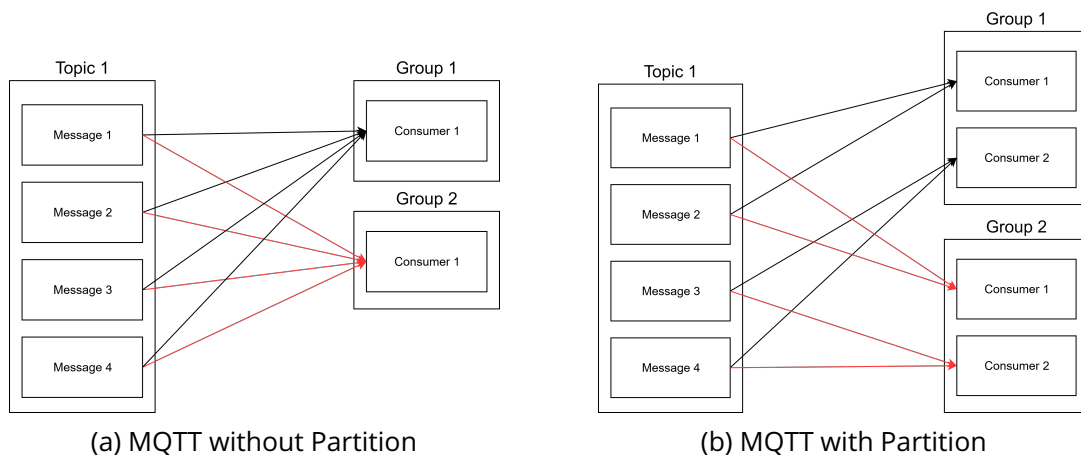 Topic 1
Message 1
Message 2
Message 3
Message 4
Group 1
Consumer 1
Group 2
Consumer 1
(a) MQTT without Partition
Topic 1
Message 1
Message 2
Message 3
Message 4
Group 1
Consumer 1
Consumer 2
Group 2
Consumer 1
Consumer 2
(b) MQTT with Partition